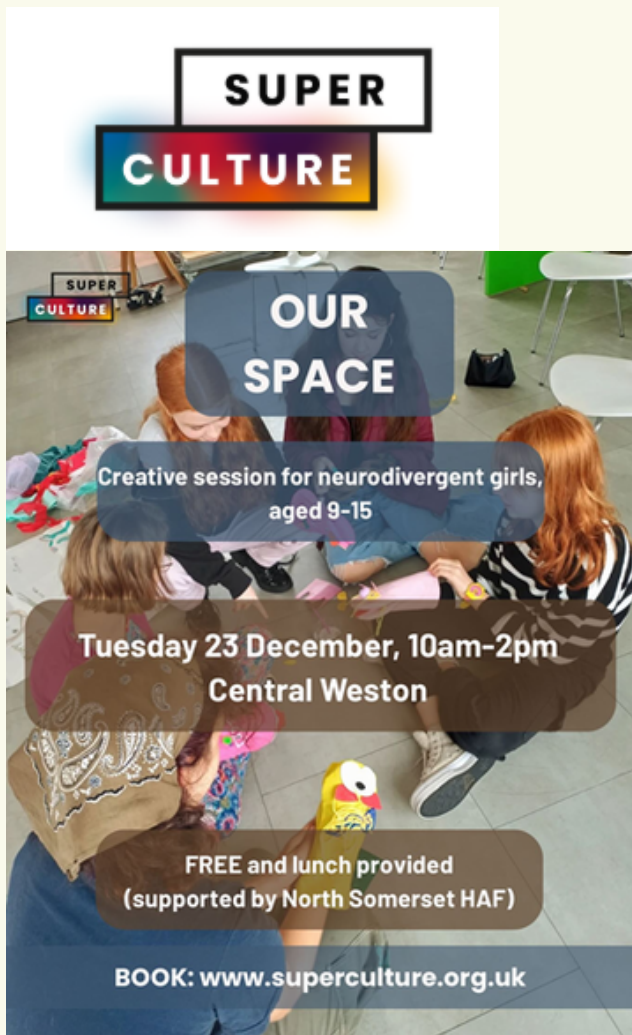 SUPER
CULTURE
SUPER
CULTURE
OUR
SPACE
Creative session for neurodivergent girls,
aged 9-15
Tuesday 23 December, 10am-2pm
Central Weston
FREE and lunch provided
(supported by North Somerset HAF)
BOOK: www.superculture.org.uk